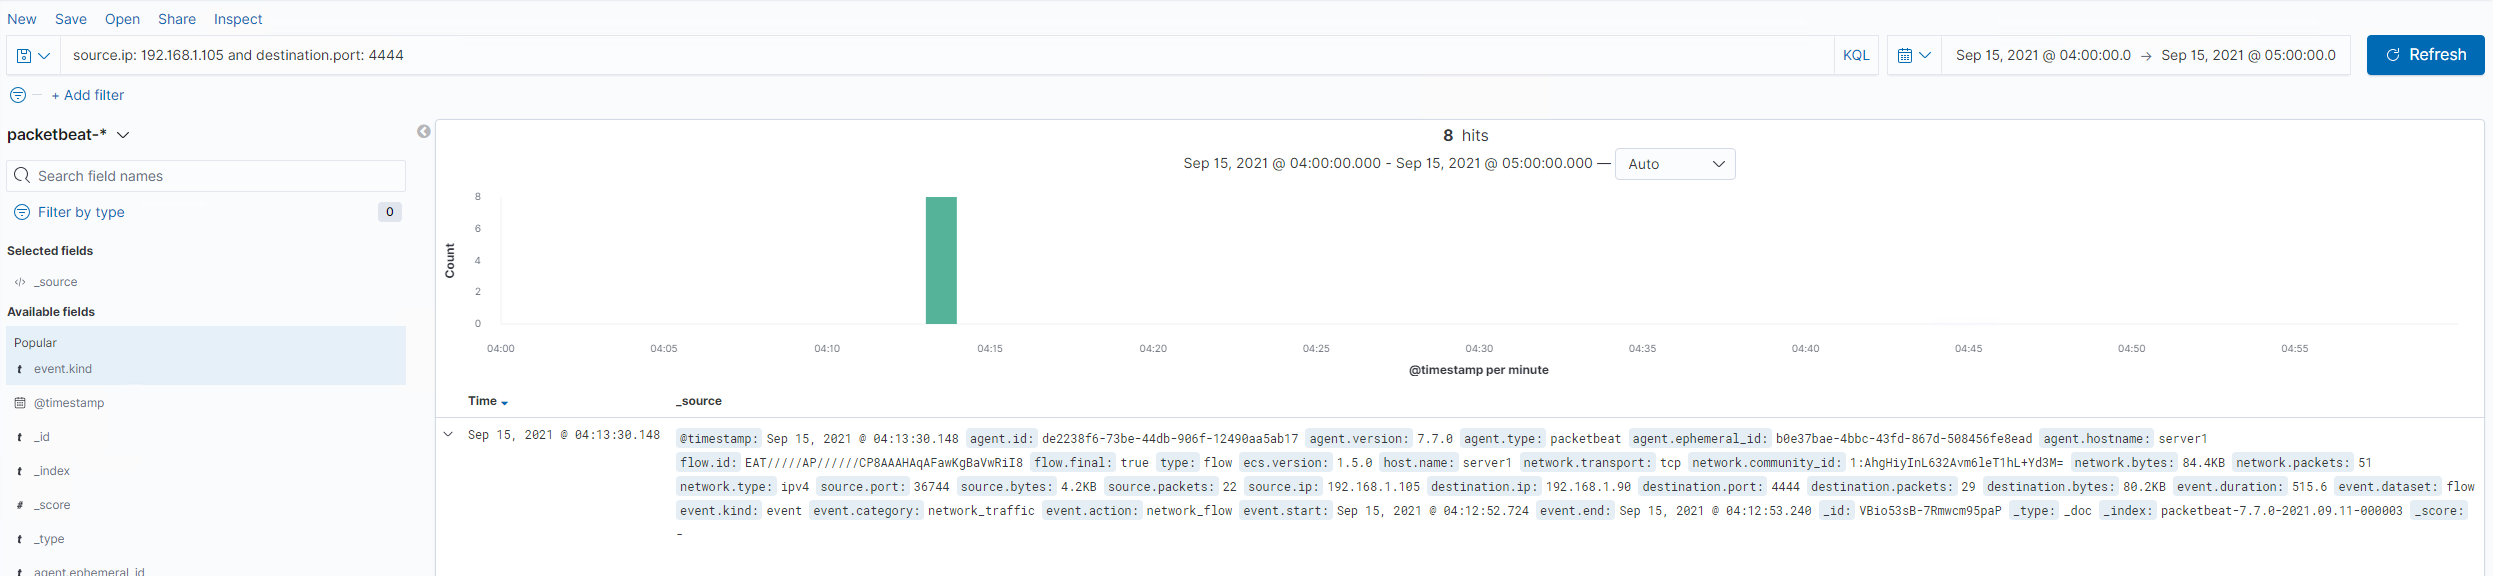 New Save Open Share Inspect
source.ip: 192.168.1.105 and destination.port: 4444 KQL Sep 15, 2021 @ 04:00:00.0 → Sep 15, 2021 @ 05:00:00.0 Refresh
+ Add filter
packetbeat-*
Search field names
Filter by type 0
Selected fields
</> _source
Available fields
Popular
t event.kind
@timestamp
t _id
t _index
# _score
t _type
t agent.ephemeral_id
8 hits
Sep 15, 2021 @ 04:00:00.000 - Sep 15, 2021 @ 05:00:00.000 — Auto
Count
8
6
4
2
0
04:00 04:05 04:10 04:15 04:20 04:25 04:30 04:35 04:40 04:45 04:50 04:55
@timestamp per minute
Time _source
Sep 15, 2021 @ 04:13:30.148 @timestamp: Sep 15, 2021 @ 04:13:30.148 agent.id: de2238f6-73be-44db-906f-12490aa5ab17 agent.version: 7.7.0 agent.type: packetbeat agent.ephemeral_id: b0e37bae-4bbc-43fd-867d-508456fe8ead agent.hostname: server1
flow.id: EAT/////AP//////CP8AAAHAqAFawKgBaVwRiI8 flow.final: true type: flow ecs.version: 1.5.0 host.name: server1 network.transport: tcp network.community_id: 1:AhgHiyInL632Avm6leT1hL+Yd3M= network.bytes: 84.4KB network.packets: 51
network.type: ipv4 source.port: 36744 source.bytes: 4.2KB source.packets: 22 source.ip: 192.168.1.105 destination.ip: 192.168.1.90 destination.port: 4444 destination.packets: 29 destination.bytes: 80.2KB event.duration: 515.6 event.dataset: flow
event.kind: event event.category: network_traffic event.action: network_flow event.start: Sep 15, 2021 @ 04:12:52.724 event.end: Sep 15, 2021 @ 04:12:53.240 _id: VBio53sB-7Rmwcm95paP _type: _doc _index: packetbeat-7.7.0-2021.09.11-000003 _score:
-